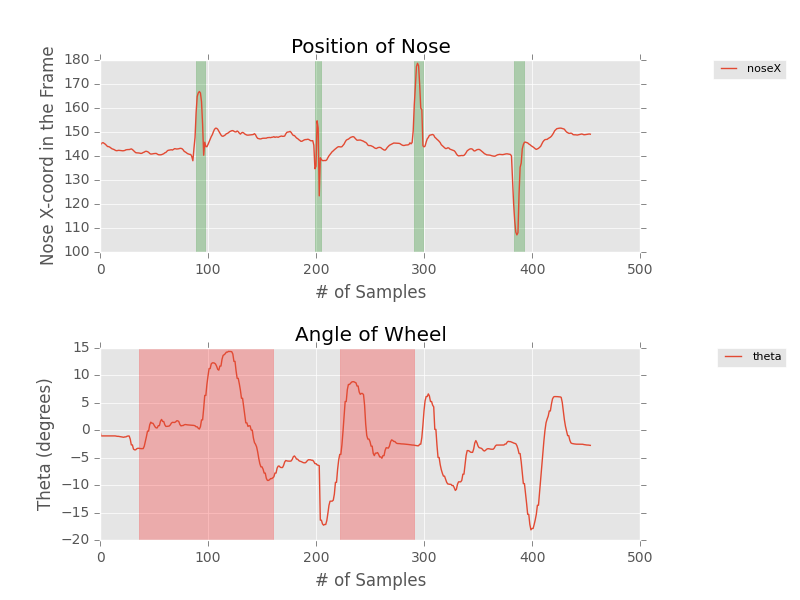 Position of Nose
180
170
160
150
140
130
120
110
100
Nose X-coord in the Frame
0 100 200 300 400 500
# of Samples
noseX
Angle of Wheel
15
10
5
0
−5
−10
−15
−20
Theta (degrees)
0 100 200 300 400 500
# of Samples
theta